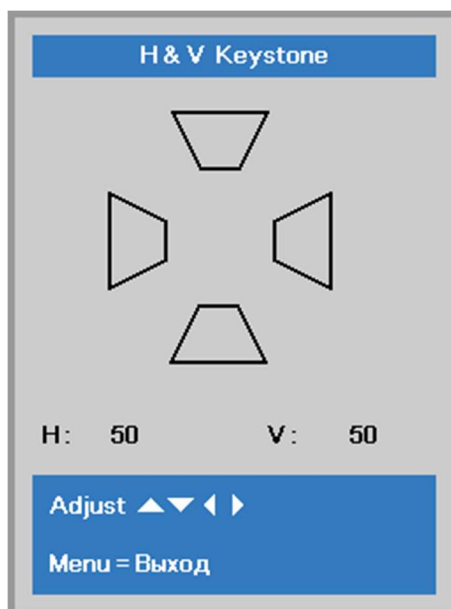 H & V Keystone
H: 50 V: 50
Adjust
Menu = Выход